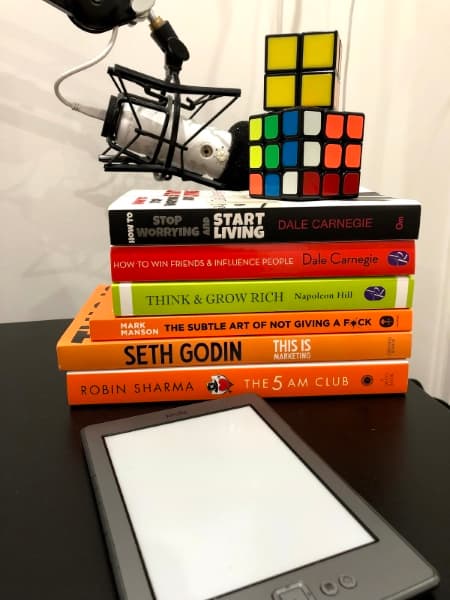 HOW TO STOP WORRYING AND START LIVING DALE CARNEGIE
HOW TO WIN FRIENDS & INFLUENCE PEOPLE Dale Carnegie
THINK & GROW RICH Napoleon Hill
MARK MANSON THE SUBTLE ART OF NOT GIVING A F*CK
SETH GODIN THIS IS MARKETING
ROBIN SHARMA THE 5 AM CLUB
kindle